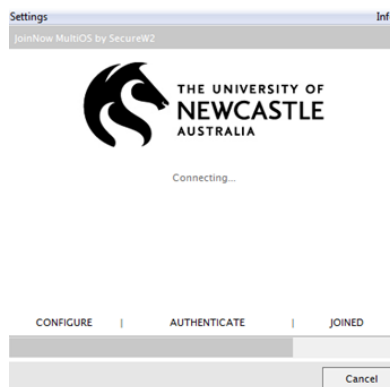 Settings Inf
JoinNow MultiOS by SecureW2
THE UNIVERSITY OF
NEWCASTLE
AUSTRALIA
Connecting...
CONFIGURE | AUTHENTICATE | JOINED
Cancel